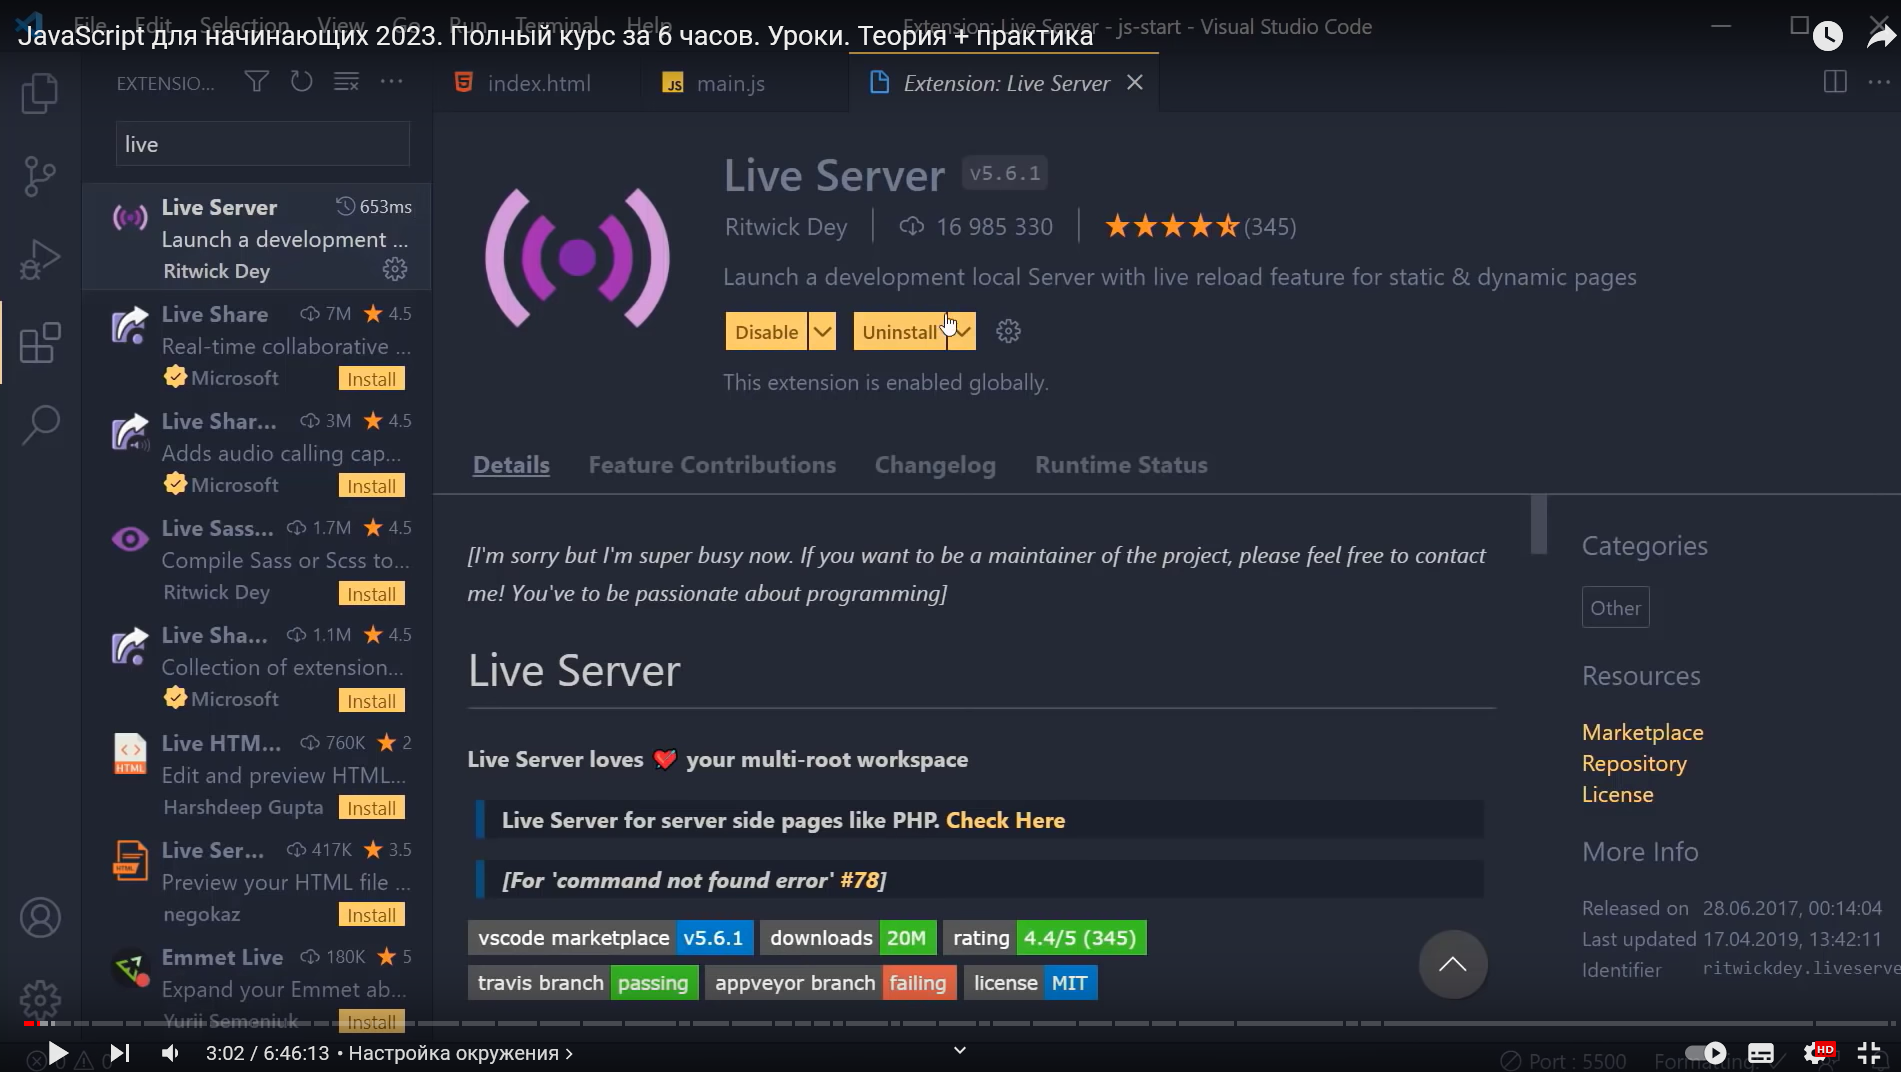 File Edit Selection View Go Run Terminal Help
Extension: Live Server - js-start - Visual Studio Code
JavaScript для начинающих 2023. Полный курс за 6 часов. Уроки. Теория + практика
EXTENSIO...
index.html
main.js
Extension: Live Server
live
Live Server 653ms
Launch a development ...
Ritwick Dey
Live Share 7M 4.5
Real-time collaborative ...
Microsoft Install
Live Shar... 3M 4.5
Adds audio calling cap...
Microsoft Install
Live Sass... 1.7M 4.5
Compile Sass or Scss to...
Ritwick Dey Install
Live Sha... 1.1M 4.5
Collection of extension...
Microsoft Install
Live HTM... 760K 2
Edit and preview HTML...
Harshdeep Gupta Install
Live Ser... 417K 3.5
Preview your HTML file ...
negokaz Install
Emmet Live 180K 5
Expand your Emmet ab...
Yurii Semeniuk Install
Live Server v5.6.1
Ritwick Dey 16 985 330 (345)
Launch a development local Server with live reload feature for static & dynamic pages
Disable Uninstall
This extension is enabled globally.
Details Feature Contributions Changelog Runtime Status
[I'm sorry but I'm super busy now. If you want to be a maintainer of the project, please feel free to contact
me! You've to be passionate about programming]
Live Server
Live Server loves ❤ your multi-root workspace
Live Server for server side pages like PHP. Check Here
[For 'command not found error' #78]
vscode marketplace v5.6.1 downloads 20M rating 4.4/5 (345)
travis branch passing appveyor branch failing license MIT
Categories
Other
Resources
Marketplace
Repository
License
More Info
Released on 28.06.2017, 00:14:04
Last updated 17.04.2019, 13:42:11
Identifier ritwickdey.liveserve
3:02 / 6:46:13 • Настройка окружения
HD
0 0
Port : 5500 Formatting: